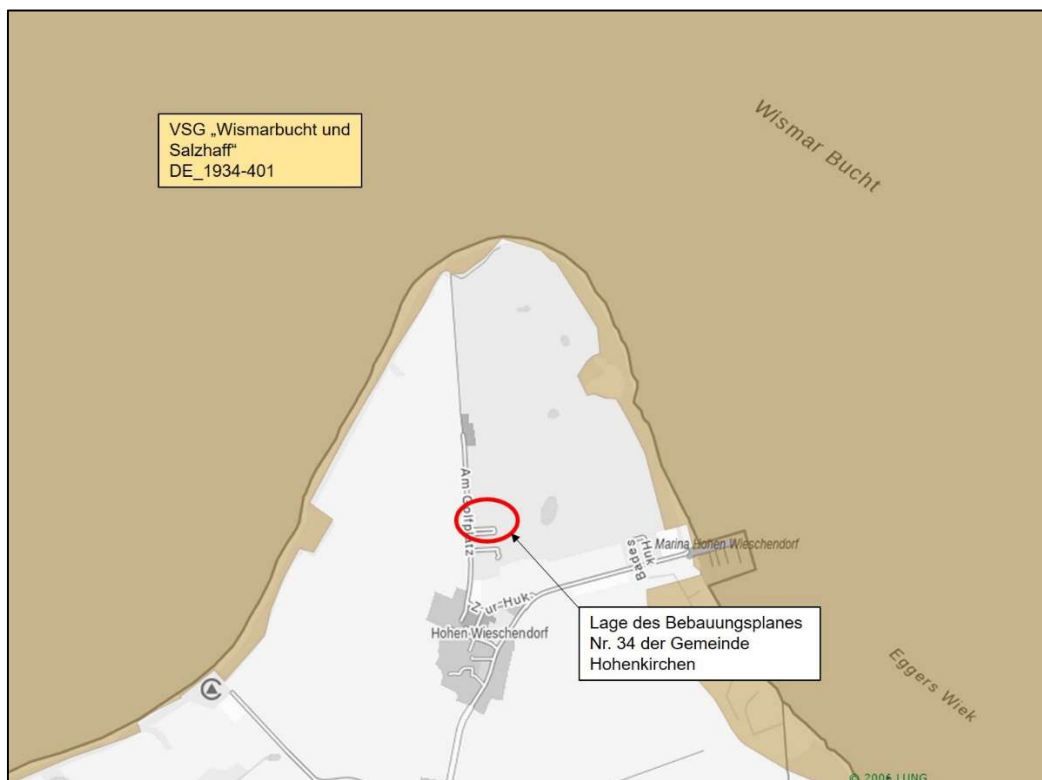 VSG „Wismarbucht und
Salzhaff“
DE_1934-401
Wismar Bucht
Am Golfplatz
Huk
Bades
Marina Hohen Wieschendorf
Zur Huk
Hohen Wieschendorf
Lage des Bebauungsplanes
Nr. 34 der Gemeinde
Hohenkirchen
Eggers Wiek
© 2006 LUNG